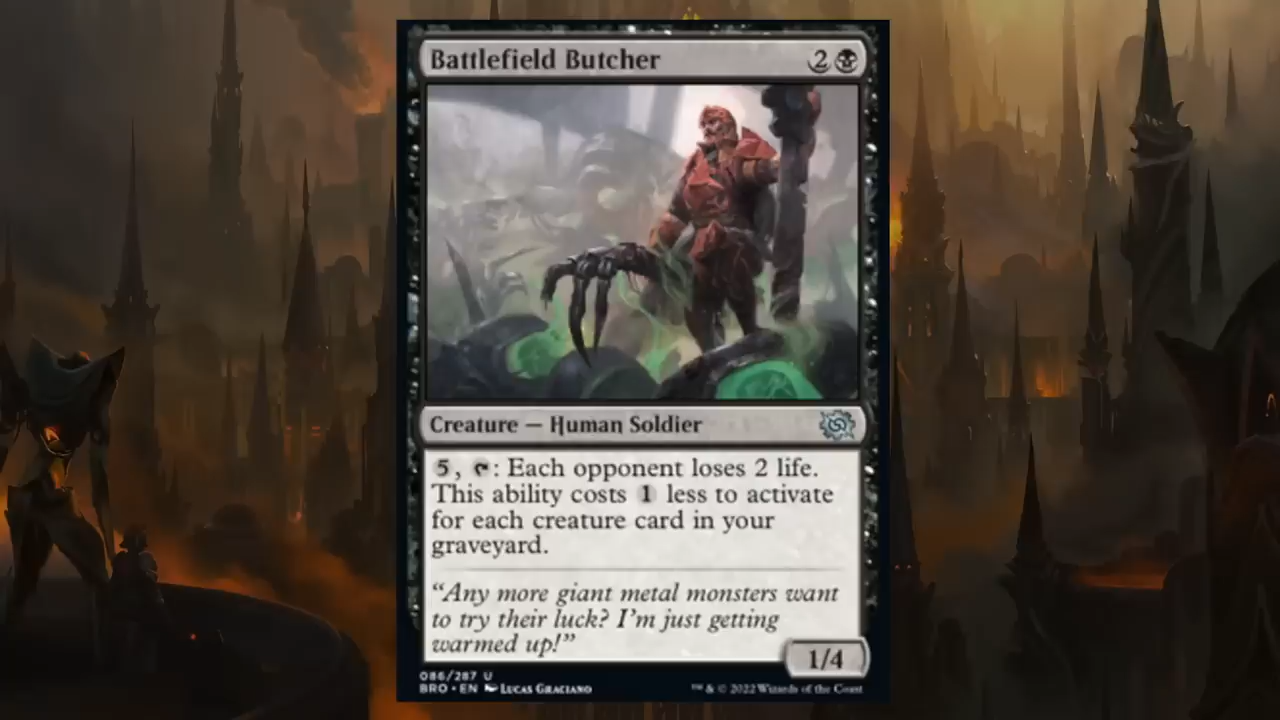 Battlefield Butcher 2
Creature — Human Soldier
5, T: Each opponent loses 2 life.
This ability costs 1 less to activate
for each creature card in your
graveyard.
“Any more giant metal monsters want
to try their luck? I’m just getting
warmed up!”
1/4
086/287 U
BRO • EN LUCAS GRACIANO
™ & © 2022 Wizards of the Coast